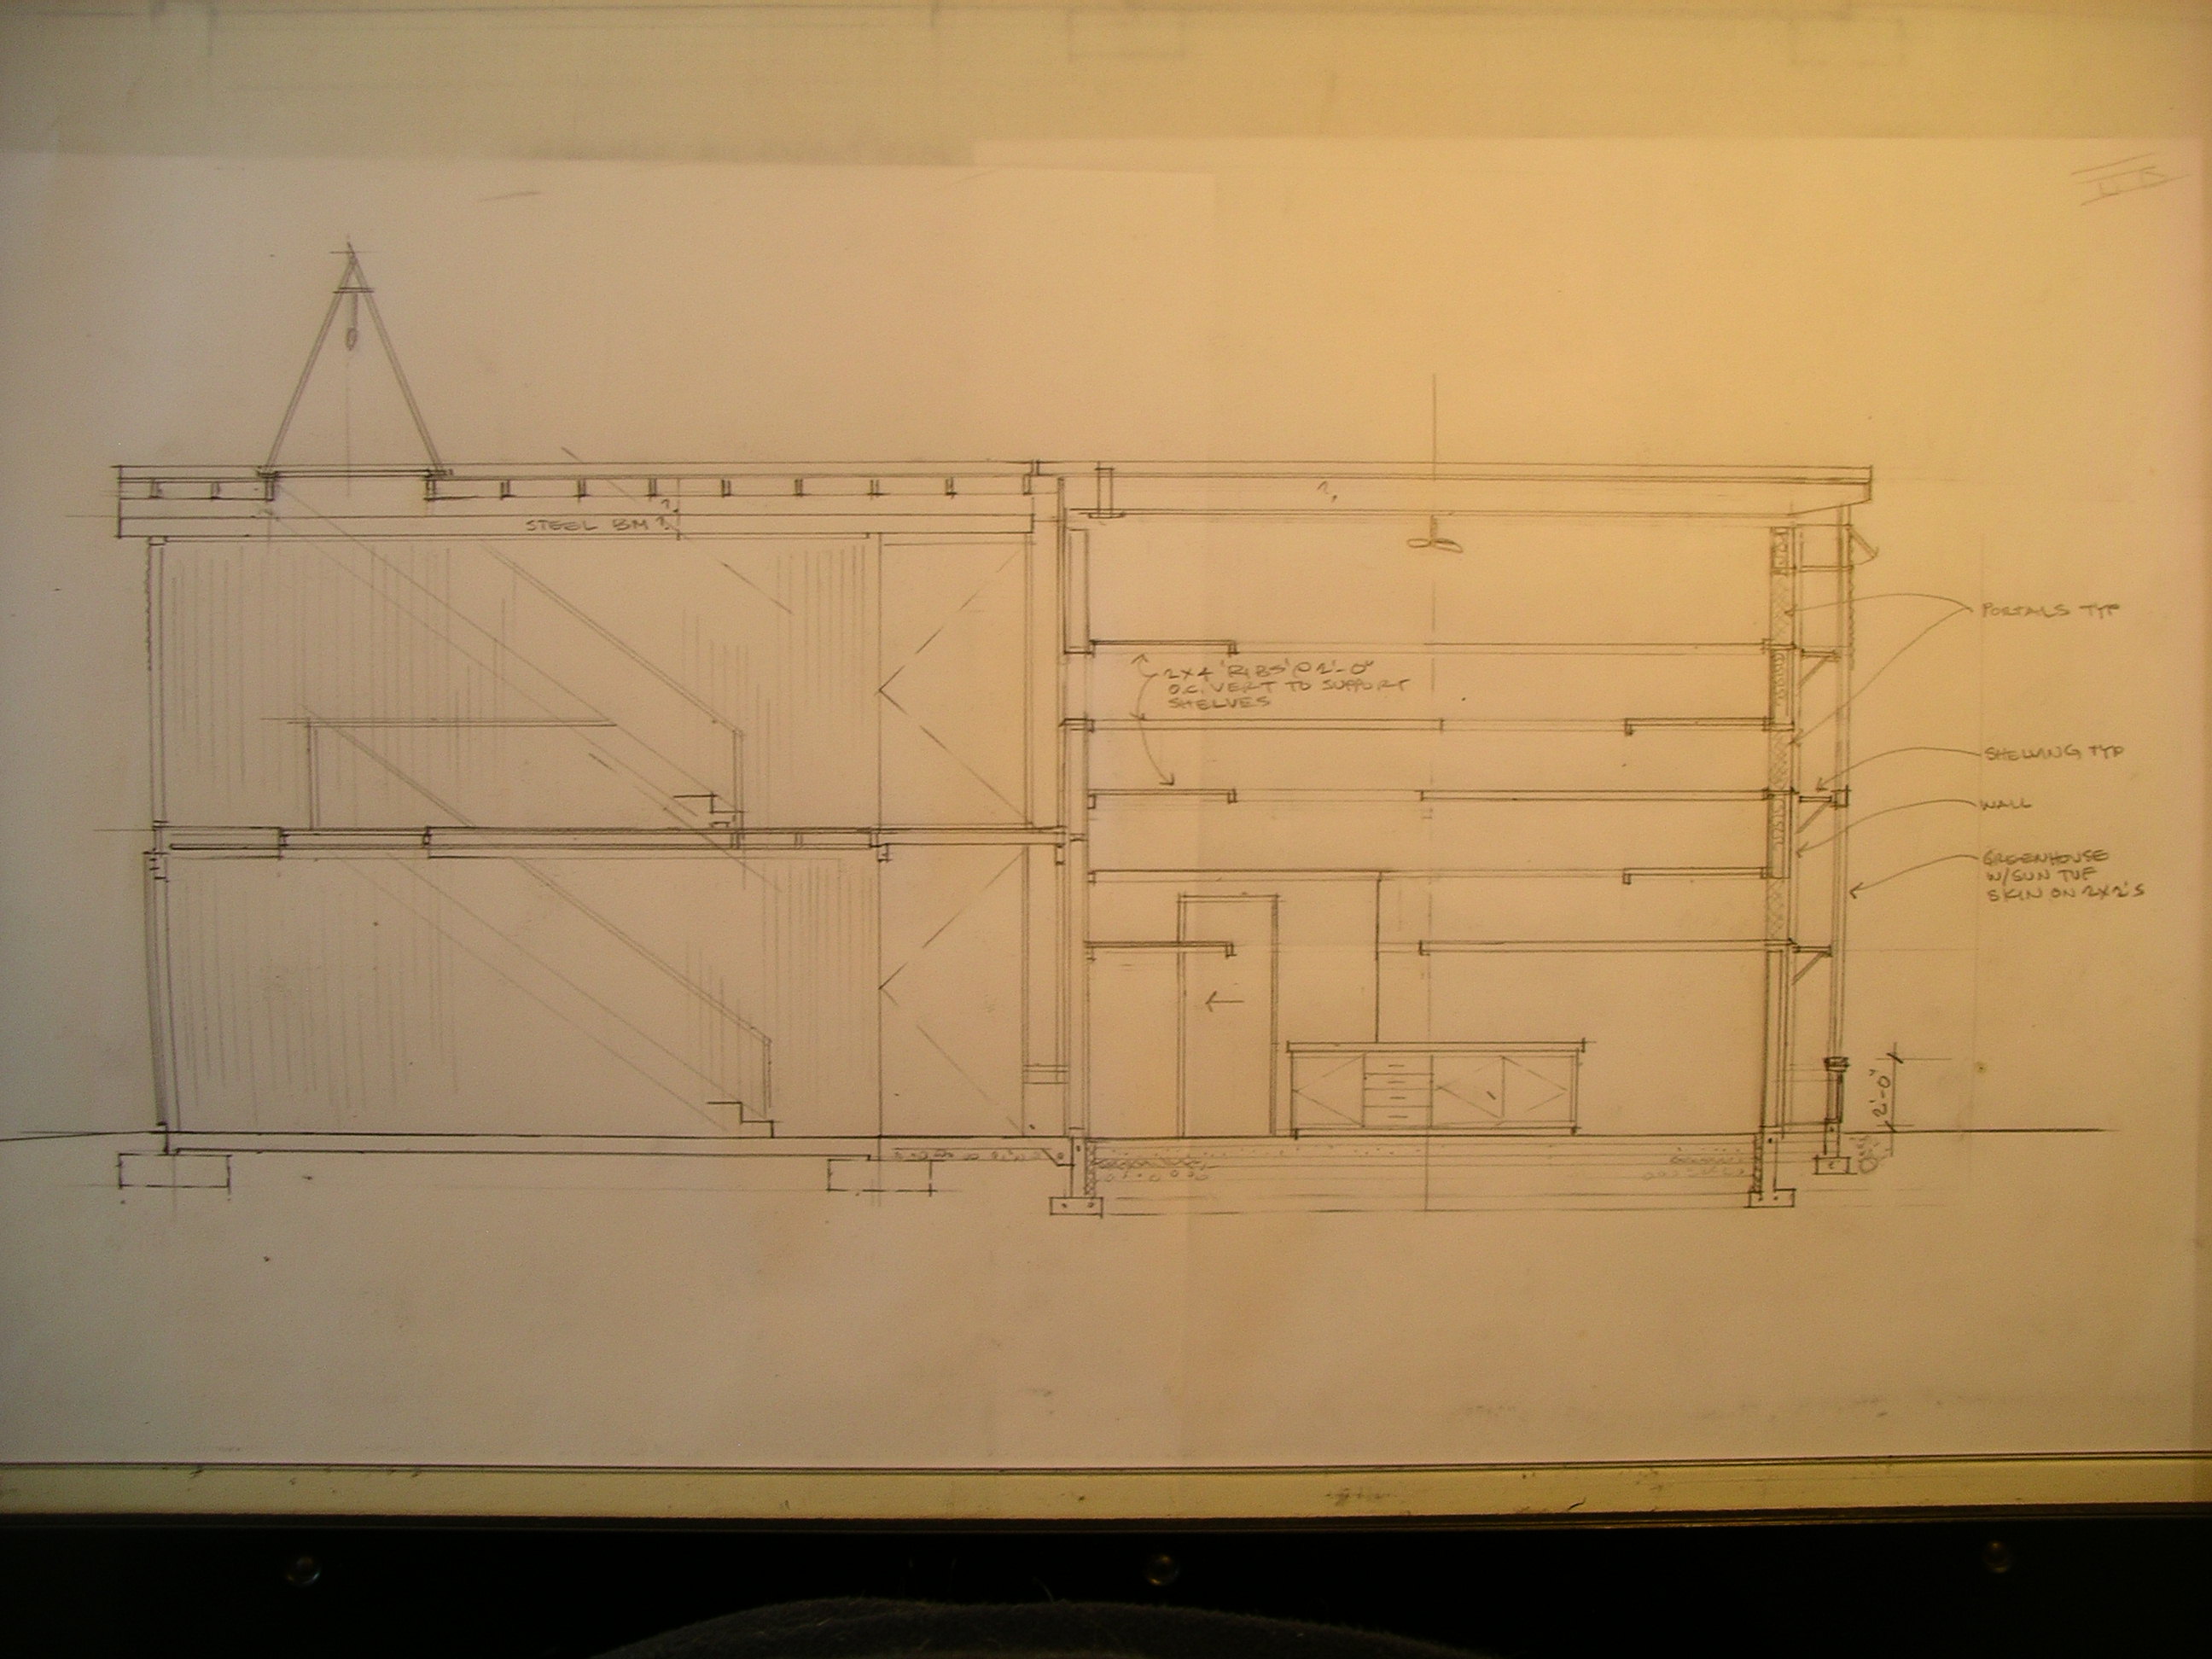 STEEL BM ?
?
?
2x4 'RIBS' @ 2'-0"
O.C. VERT TO SUPPORT
SHELVES
PORTALS TYP
SHELVING TYP
WALL
GREENHOUSE
W/SUN TUF
SKIN ON 2x2'S
2'-0"